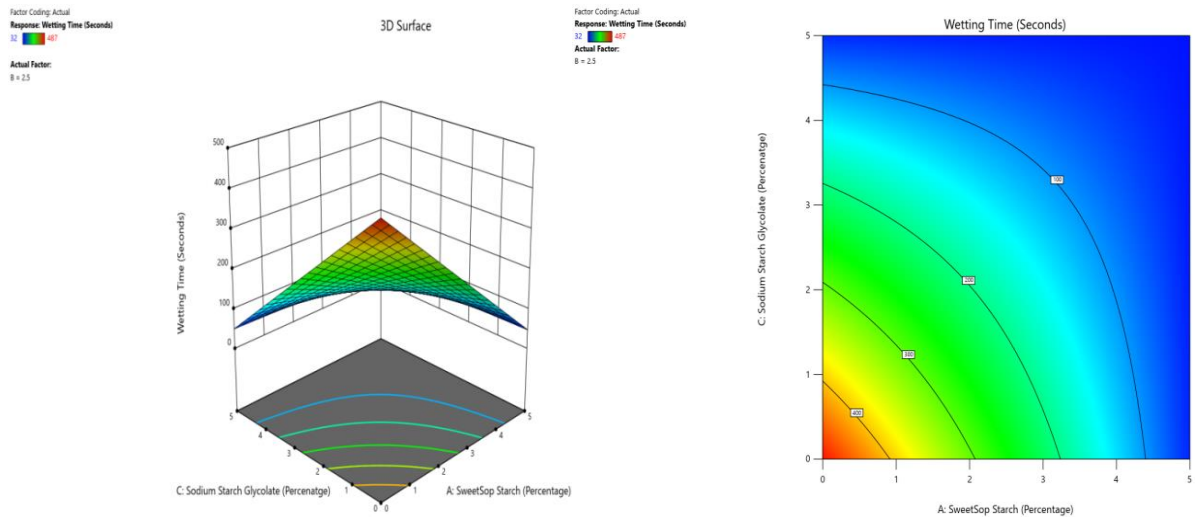 Factor Coding: Actual
Response: Wetting Time (Seconds)
32 487
Actual Factor:
B = 2.5
3D Surface
500
400
300
200
100
0
Wetting Time (Seconds)
5
4
3
2
1
0
C: Sodium Starch Glycolate (Percenatge)
5
4
3
2
1
0
A: SweetSop Starch (Percentage)
Factor Coding: Actual
Response: Wetting Time (Seconds)
32 487
Actual Factor:
B = 2.5
Wetting Time (Seconds)
5
4
3
2
1
0
C: Sodium Starch Glycolate (Percenatge)
100
200
300
400
0 1 2 3 4 5
A: SweetSop Starch (Percentage)